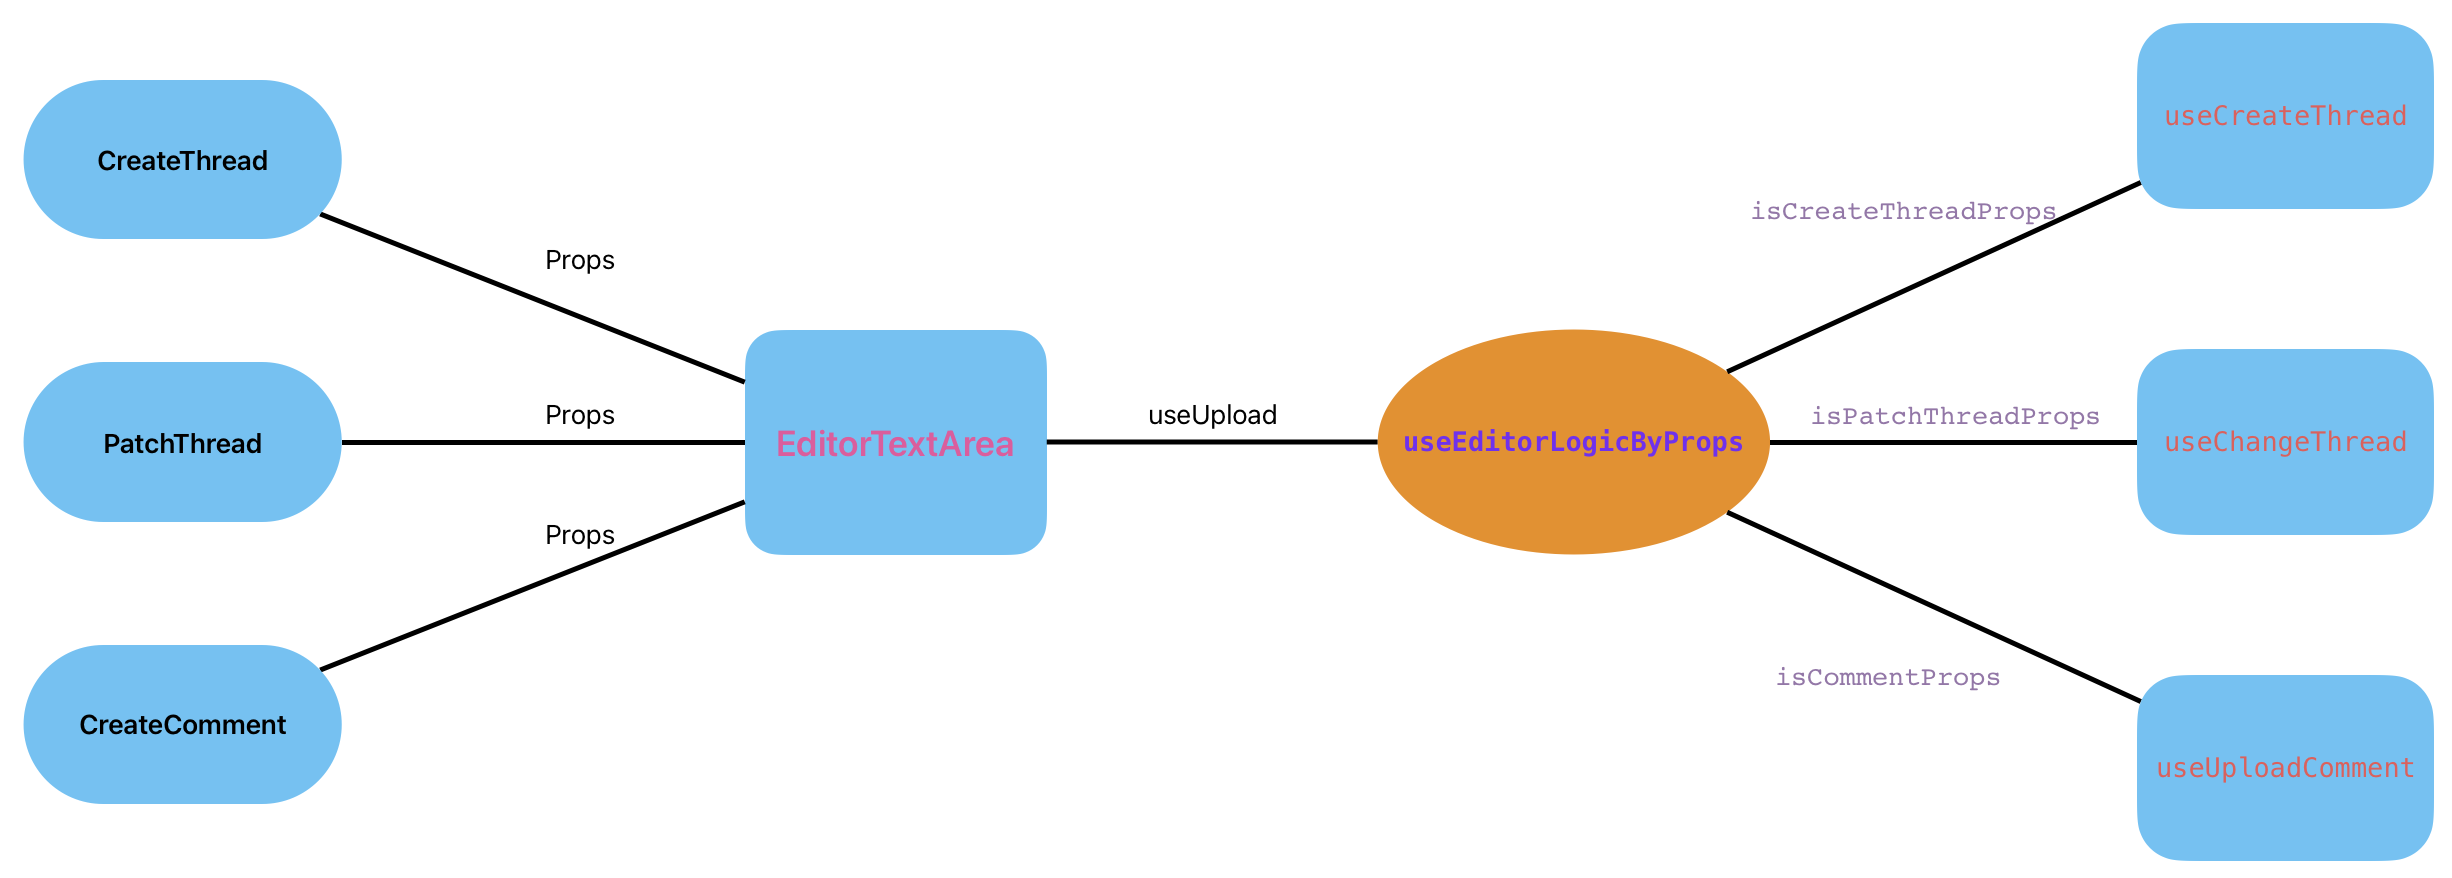 CreateThread
PatchThread
CreateComment
Props
Props
Props
EditorTextArea
useUpload
useEditorLogicByProps
isCreateThreadProps
isPatchThreadProps
isCommentProps
useCreateThread
useChangeThread
useUploadComment